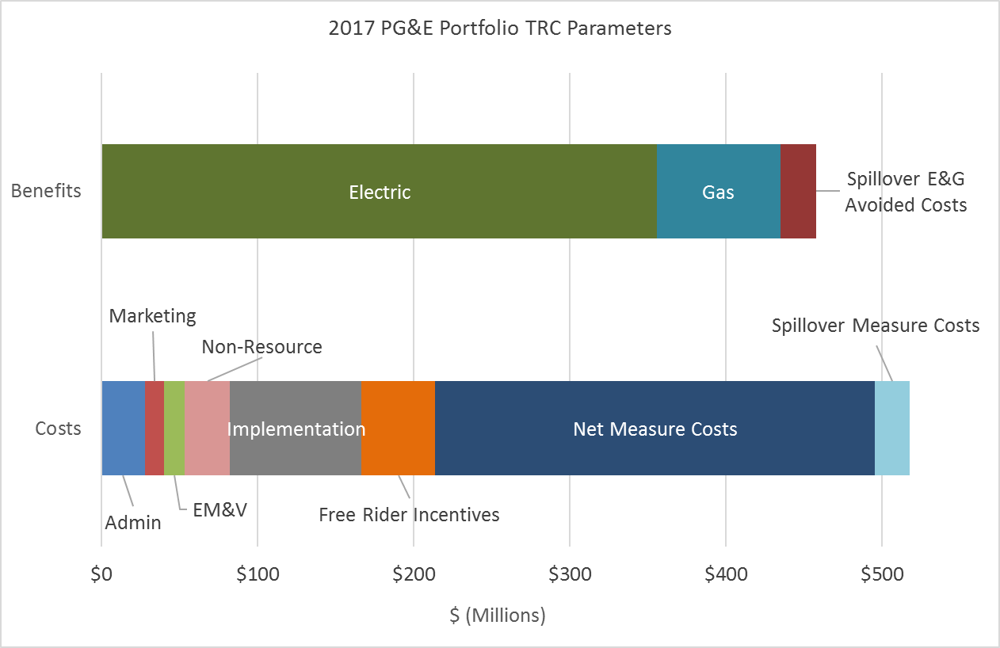 2017 PG&E Portfolio TRC Parameters
Benefits
Electric
Gas
Spillover E&G
Avoided Costs
Marketing
Non-Resource
Spillover Measure Costs
Costs
Implementation
Net Measure Costs
Admin
EM&V
Free Rider Incentives
$0
$100
$200
$300
$400
$500
$ (Millions)